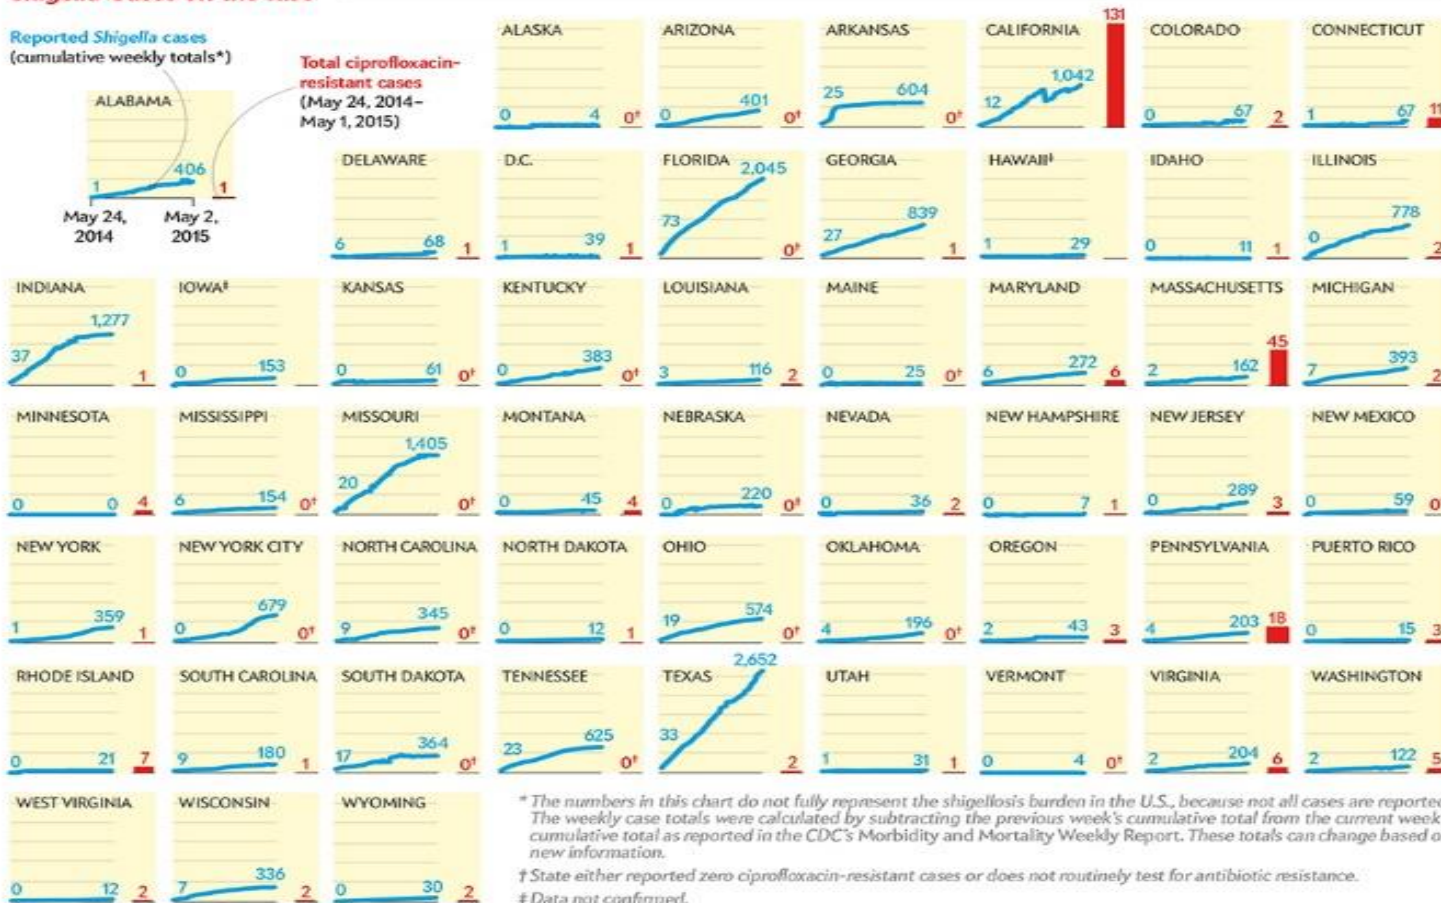 Reported Shigella cases
(cumulative weekly totals*)
Total ciprofloxacin-
resistant cases
(May 24, 2014–
May 1, 2015)
ALABAMA
1 406 1
May 24, 2014
May 2, 2015
ALASKA
0 4 0†
ARIZONA
0 401 0†
ARKANSAS
25 604 0†
CALIFORNIA
12 1,042 131
COLORADO
0 67 2
CONNECTICUT
1 67 11
DELAWARE
6 68 1
D.C.
1 39 1
FLORIDA
73 2,045 0†
GEORGIA
27 839 1
HAWAII‡
1 29
IDAHO
0 11 1
ILLINOIS
0 778 2
INDIANA
37 1,277 1
IOWA‡
0 153
KANSAS
0 61 0†
KENTUCKY
0 383 0†
LOUISIANA
3 116 2
MAINE
0 25 0†
MARYLAND
6 272 6
MASSACHUSETTS
2 162 45
MICHIGAN
7 393 2
MINNESOTA
0 0 4
MISSISSIPPI
6 154 0†
MISSOURI
20 1,405 0†
MONTANA
0 45 4
NEBRASKA
0 220 0†
NEVADA
0 36 2
NEW HAMPSHIRE
0 7 1
NEW JERSEY
0 289 3
NEW MEXICO
0 59 0
NEW YORK
1 359 1
NEW YORK CITY
0 679 0†
NORTH CAROLINA
9 345 0†
NORTH DAKOTA
0 12 1
OHIO
19 574 0†
OKLAHOMA
4 196 0†
OREGON
2 43 3
PENNSYLVANIA
4 203 18
PUERTO RICO
0 15 3
RHODE ISLAND
0 21 7
SOUTH CAROLINA
9 180 1
SOUTH DAKOTA
17 364 0†
TENNESSEE
23 625 0†
TEXAS
33 2,652 2
UTAH
1 31 1
VERMONT
0 4 0†
VIRGINIA
2 204 6
WASHINGTON
2 122 5
WEST VIRGINIA
0 12 2
WISCONSIN
7 336 2
WYOMING
0 30 2
* The numbers in this chart do not fully represent the shigellosis burden in the U.S., because not all cases are reported
The weekly case totals were calculated by subtracting the previous week's cumulative total from the current week
cumulative total as reported in the CDC's Morbidity and Mortality Weekly Report. These totals can change based o
new information.
† State either reported zero ciprofloxacin-resistant cases or does not routinely test for antibiotic resistance.
‡ Data not confirmed.